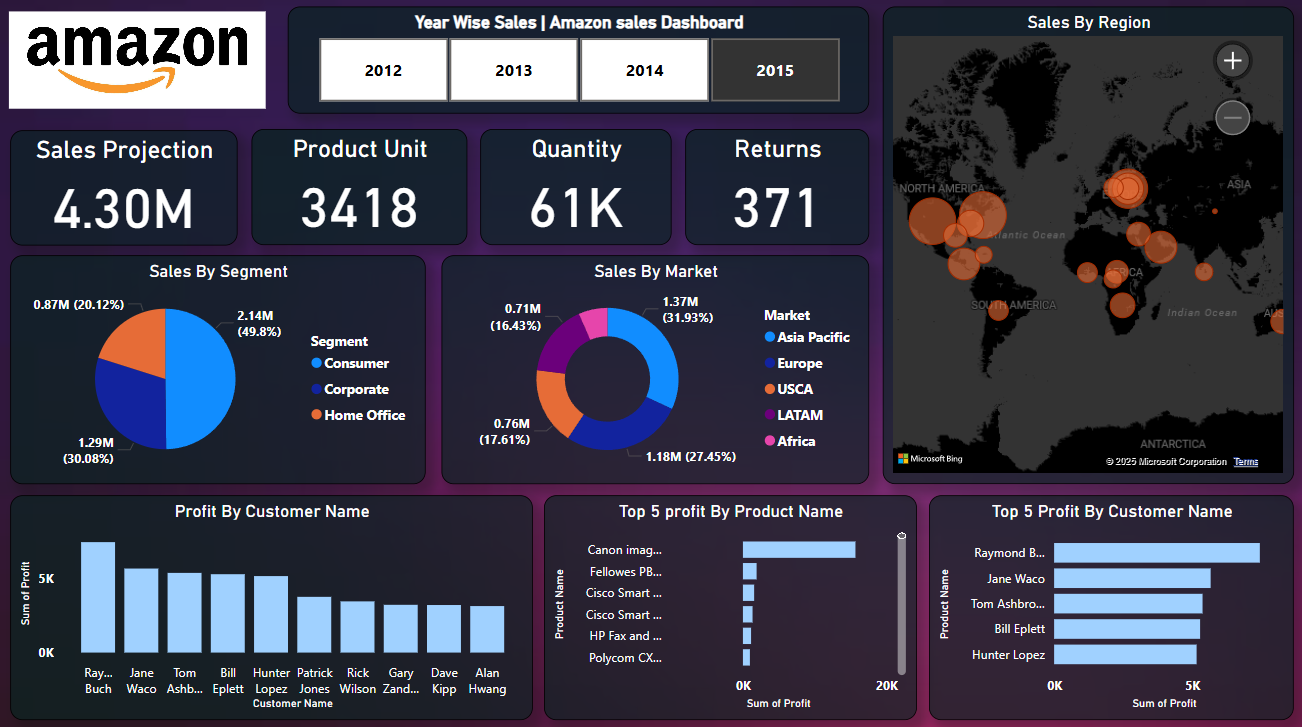 amazon
Year Wise Sales | Amazon sales Dashboard
2012
2013
2014
2015
Sales Projection
4.30M
Product Unit
3418
Quantity
61K
Returns
371
Sales By Region
NORTH AMERICA
ASIA
Atlantic Ocean
SOUTH AMERICA
Indian Ocean
ANTARCTICA
Microsoft Bing
© 2025 Microsoft Corporation Terms
Sales By Segment
0.87M (20.12%)
2.14M
(49.8%)
1.29M
(30.08%)
Segment
Consumer
Corporate
Home Office
Sales By Market
0.71M
(16.43%)
1.37M
(31.93%)
0.76M
(17.61%)
1.18M (27.45%)
Market
Asia Pacific
Europe
USCA
LATAM
Africa
Profit By Customer Name
Sum of Profit
5K
0K
Ray...
Buch
Jane
Waco
Tom
Ashb...
Bill
Eplett
Hunter
Lopez
Patrick
Jones
Rick
Wilson
Gary
Zand...
Dave
Kipp
Alan
Hwang
Customer Name
Top 5 profit By Product Name
Product Name
Canon imag...
Fellowes PB...
Cisco Smart ...
Cisco Smart ...
HP Fax and ...
Polycom CX...
0K
20K
Sum of Profit
Top 5 Profit By Customer Name
Product Name
Raymond B...
Jane Waco
Tom Ashbro...
Bill Eplett
Hunter Lopez
0K
5K
Sum of Profit